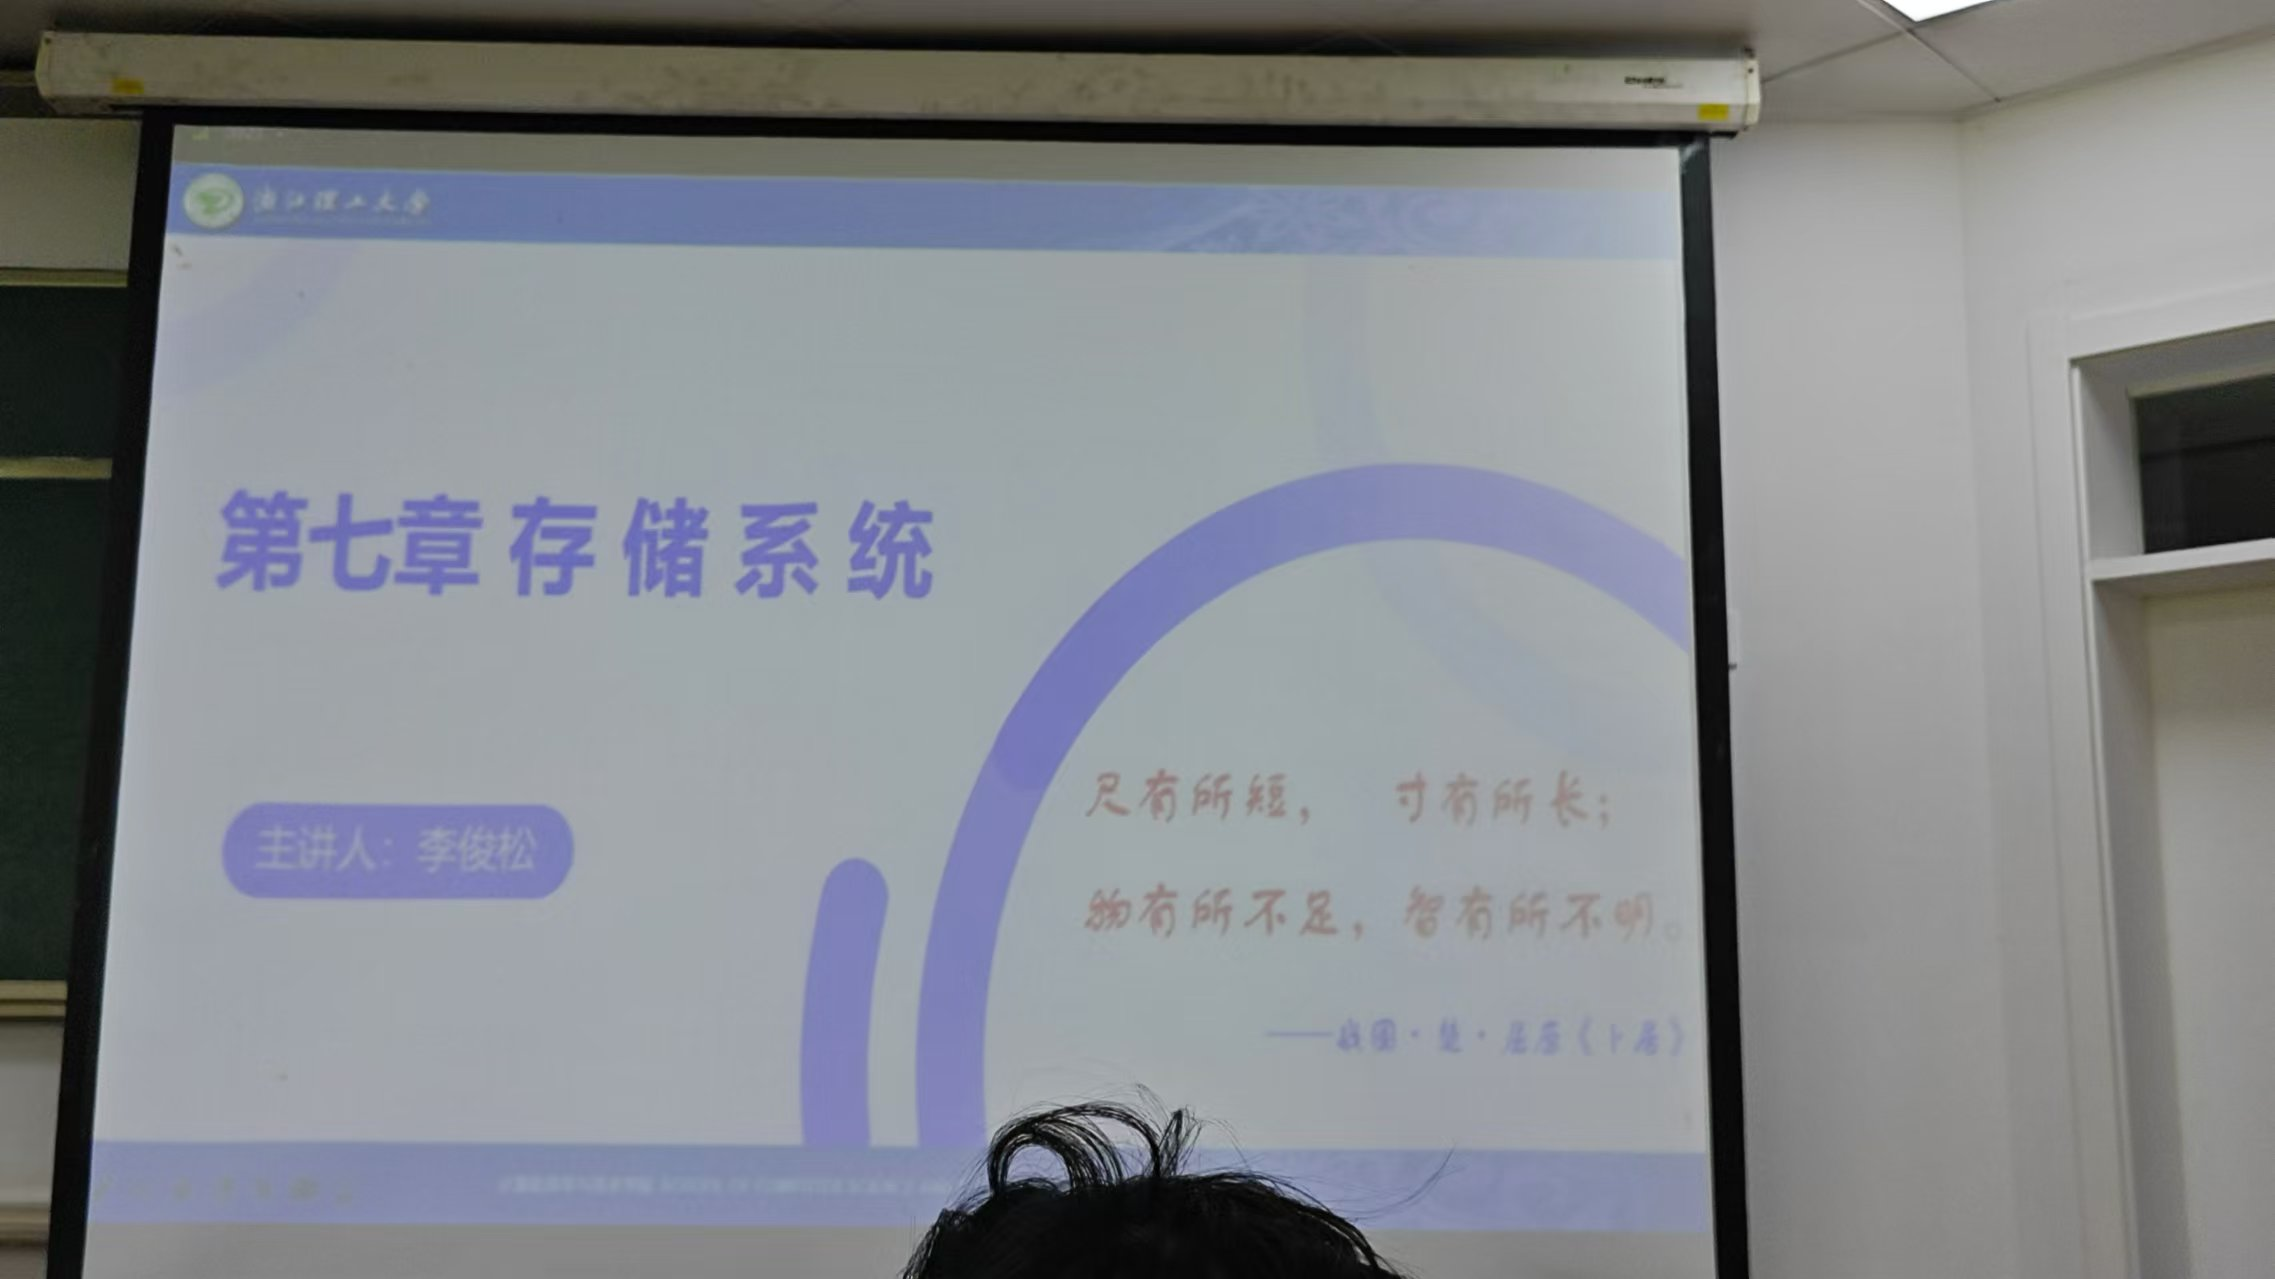 浙江理工大学
第七章 存储系统
主讲人：李俊松
尺有所短， 寸有所长；
物有所不足，智有所不明。
——战国·楚·屈原《卜居》